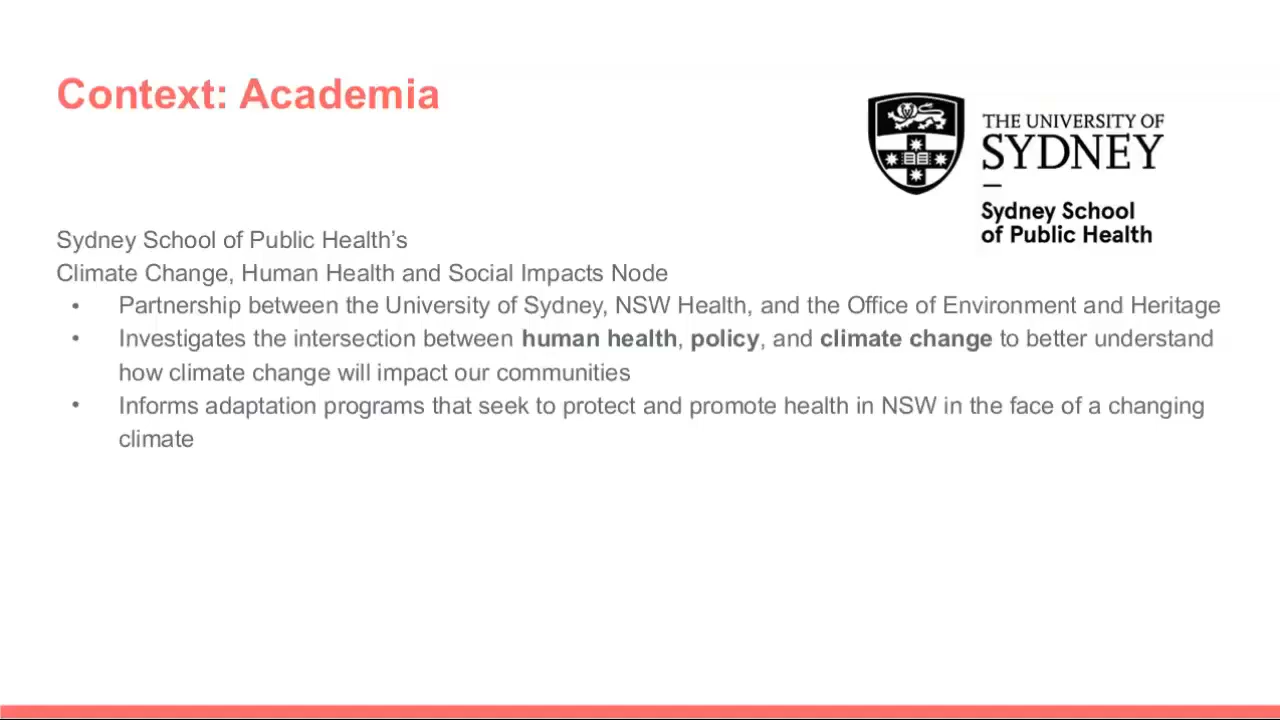 Context: Academia
THE UNIVERSITY OF
SYDNEY
Sydney School
of Public Health
Sydney School of Public Health’s
Climate Change, Human Health and Social Impacts Node
• Partnership between the University of Sydney, NSW Health, and the Office of Environment and Heritage
• Investigates the intersection between human health, policy, and climate change to better understand
how climate change will impact our communities
• Informs adaptation programs that seek to protect and promote health in NSW in the face of a changing
climate